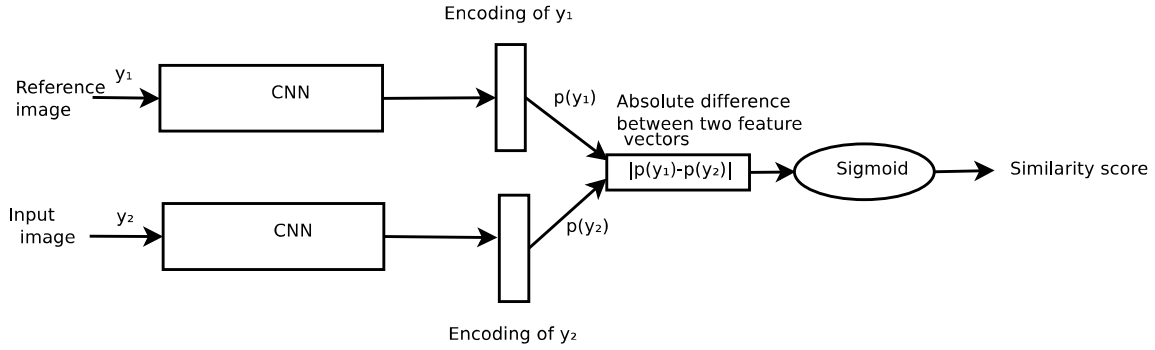 Encoding of y₁
Reference
image
y₁
CNN
p(y₁)
Absolute difference
between two feature
vectors
|p(y₁)-p(y₂)|
Sigmoid
Similarity score
Input
image
y₂
CNN
p(y₂)
Encoding of y₂